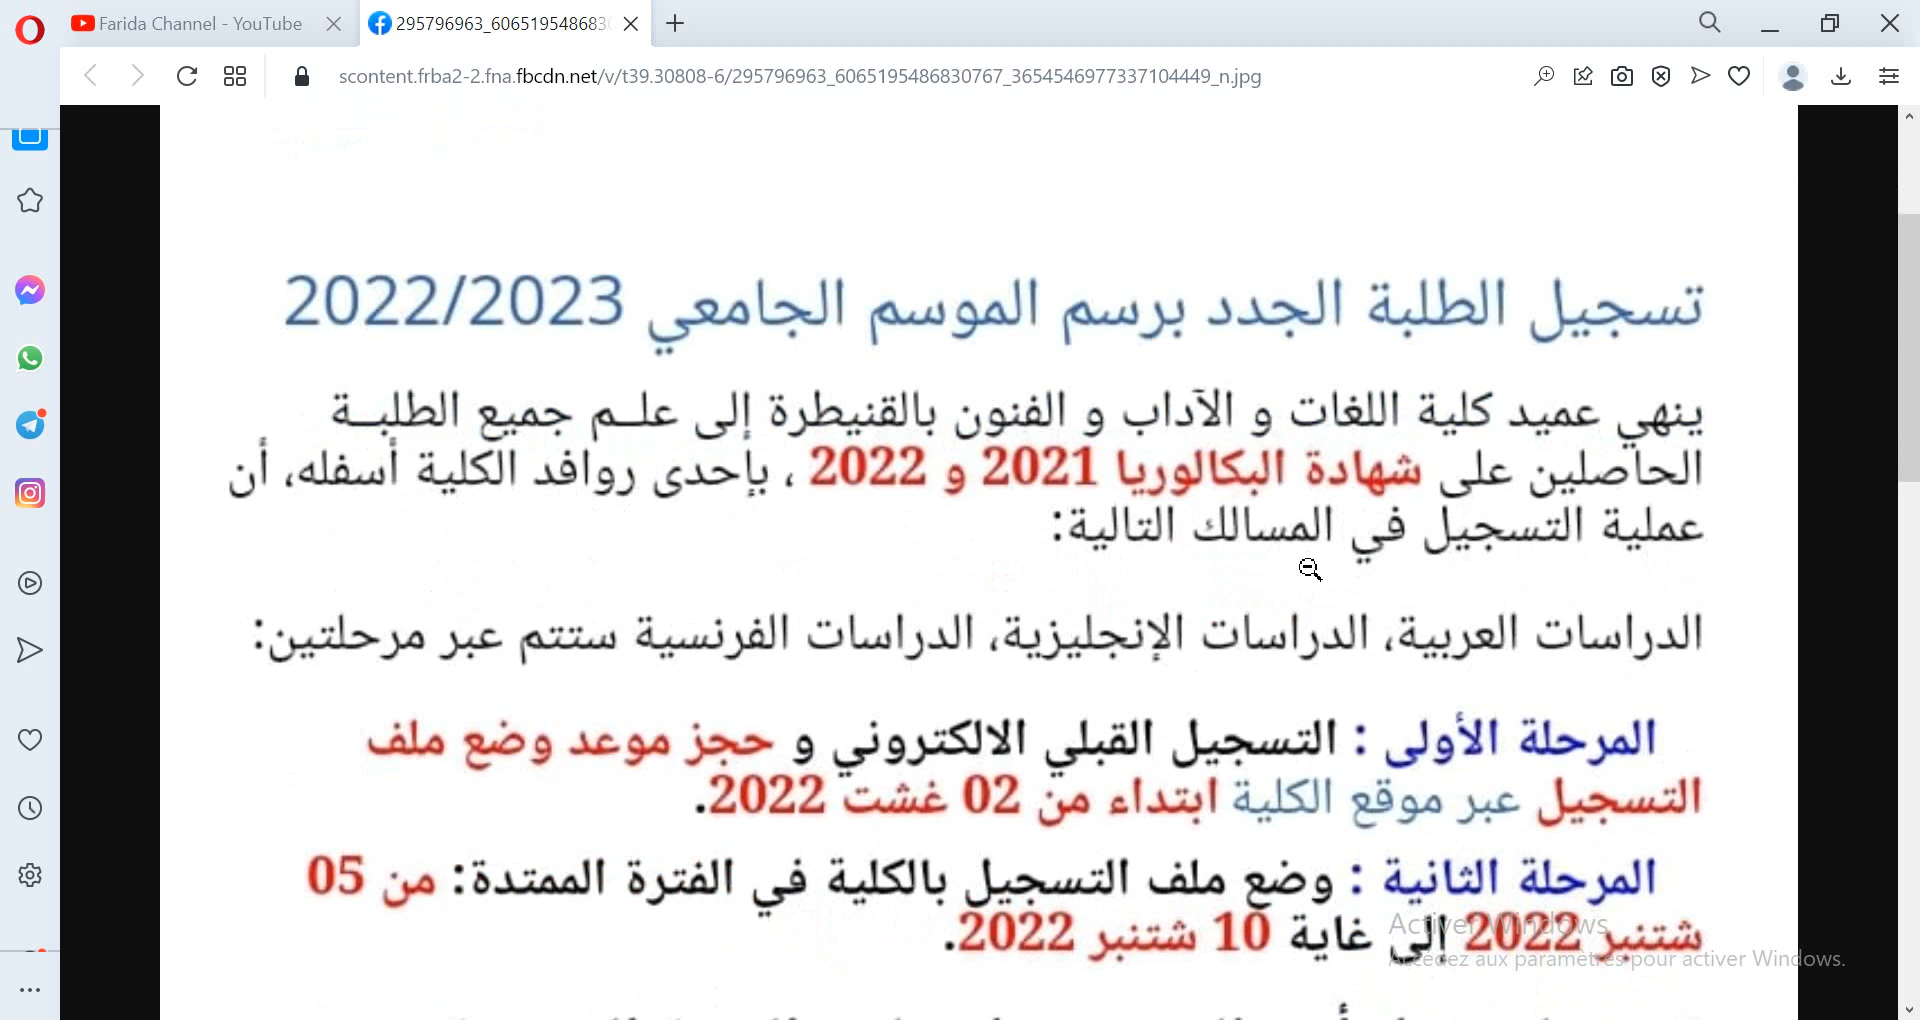 Farida Channel - YouTube
295796963_606519548683
scontent.frba2-2.fna.fbcdn.net/v/t39.30808-6/295796963_6065195486830767_3654546977337104449_n.jpg
تسجيل الطلبة الجدد برسم الموسم الجامعي 2022/2023
ينهي عميد كلية اللغات و الآداب و الفنون بالقنيطرة إلى علـم جميع الطلبـة
الحاصلين على شهادة البكالوريا 2021 و 2022 ، بإحدى روافد الكلية أسفله، أن
عملية التسجيل في المسالك التالية:
الدراسات العربية، الدراسات الإنجليزية، الدراسات الفرنسية ستتم عبر مرحلتين:
المرحلة الأولى : التسجيل القبلي الالكتروني و حجز موعد وضع ملف
التسجيل عبر موقع الكلية ابتداء من 02 غشت 2022.
المرحلة الثانية : وضع ملف التسجيل بالكلية في الفترة الممتدة: من 05
شتنبر 2022 إلى غاية 10 شتنبر 2022.
Activer Windows
Accédez aux paramètres pour activer Windows.